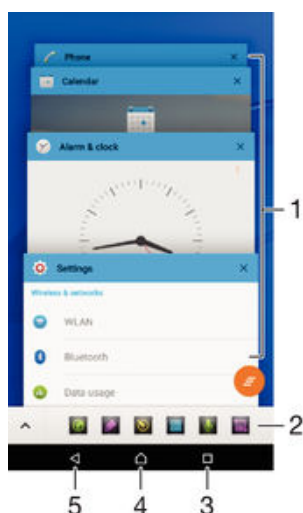 Phone
Calendar
Alarm & clock
1
Settings
Wireless & networks
WLAN
Bluetooth
Data usage
2
5
4
3